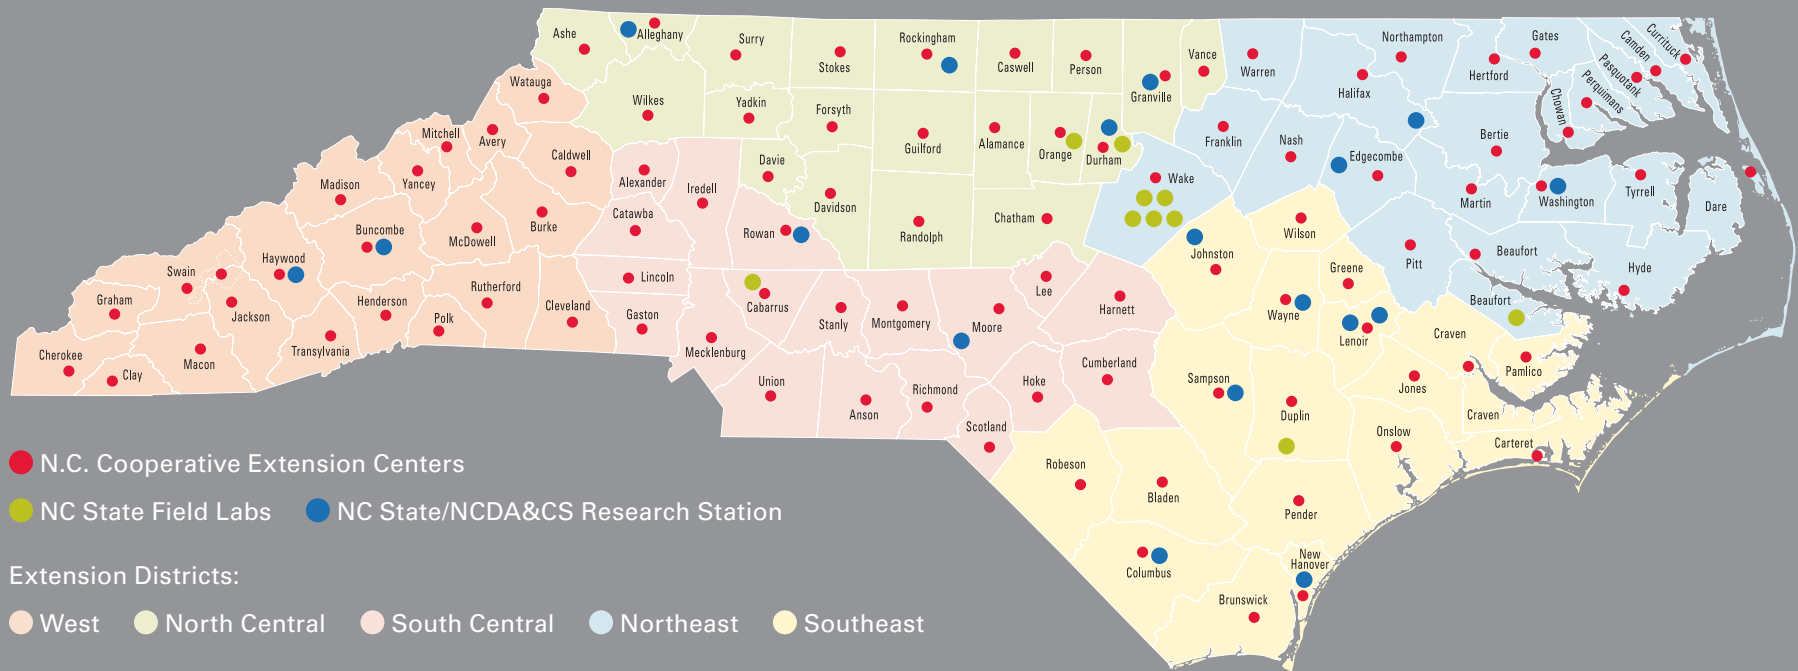 Ashe
Alleghany
Surry
Stokes
Rockingham
Caswell
Person
Granville
Vance
Warren
Northampton
Halifax
Hertford
Gates
Camden
Currituck
Pasquotank
Perquimans
Chowan
Watauga
Wilkes
Yadkin
Forsyth
Guilford
Alamance
Orange
Durham
Franklin
Nash
Edgecombe
Bertie
Mitchell
Avery
Caldwell
Alexander
Iredell
Davie
Davidson
Randolph
Chatham
Wake
Martin
Washington
Tyrrell
Dare
Madison
Yancey
Buncombe
McDowell
Burke
Catawba
Rowan
Johnston
Wilson
Pitt
Beaufort
Hyde
Swain
Haywood
Graham
Jackson
Henderson
Rutherford
Polk
Cleveland
Lincoln
Gaston
Cabarrus
Stanly
Montgomery
Moore
Lee
Harnett
Wayne
Greene
Lenoir
Beaufort
Craven
Pamlico
Cherokee
Clay
Macon
Transylvania
Mecklenburg
Union
Anson
Richmond
Hoke
Cumberland
Sampson
Duplin
Jones
Craven
Onslow
Carteret
Scotland
Robeson
Bladen
Pender
Columbus
New
Hanover
Brunswick
N.C. Cooperative Extension Centers
NC State Field Labs NC State/NCDA&CS Research Station
Extension Districts:
West North Central South Central Northeast Southeast